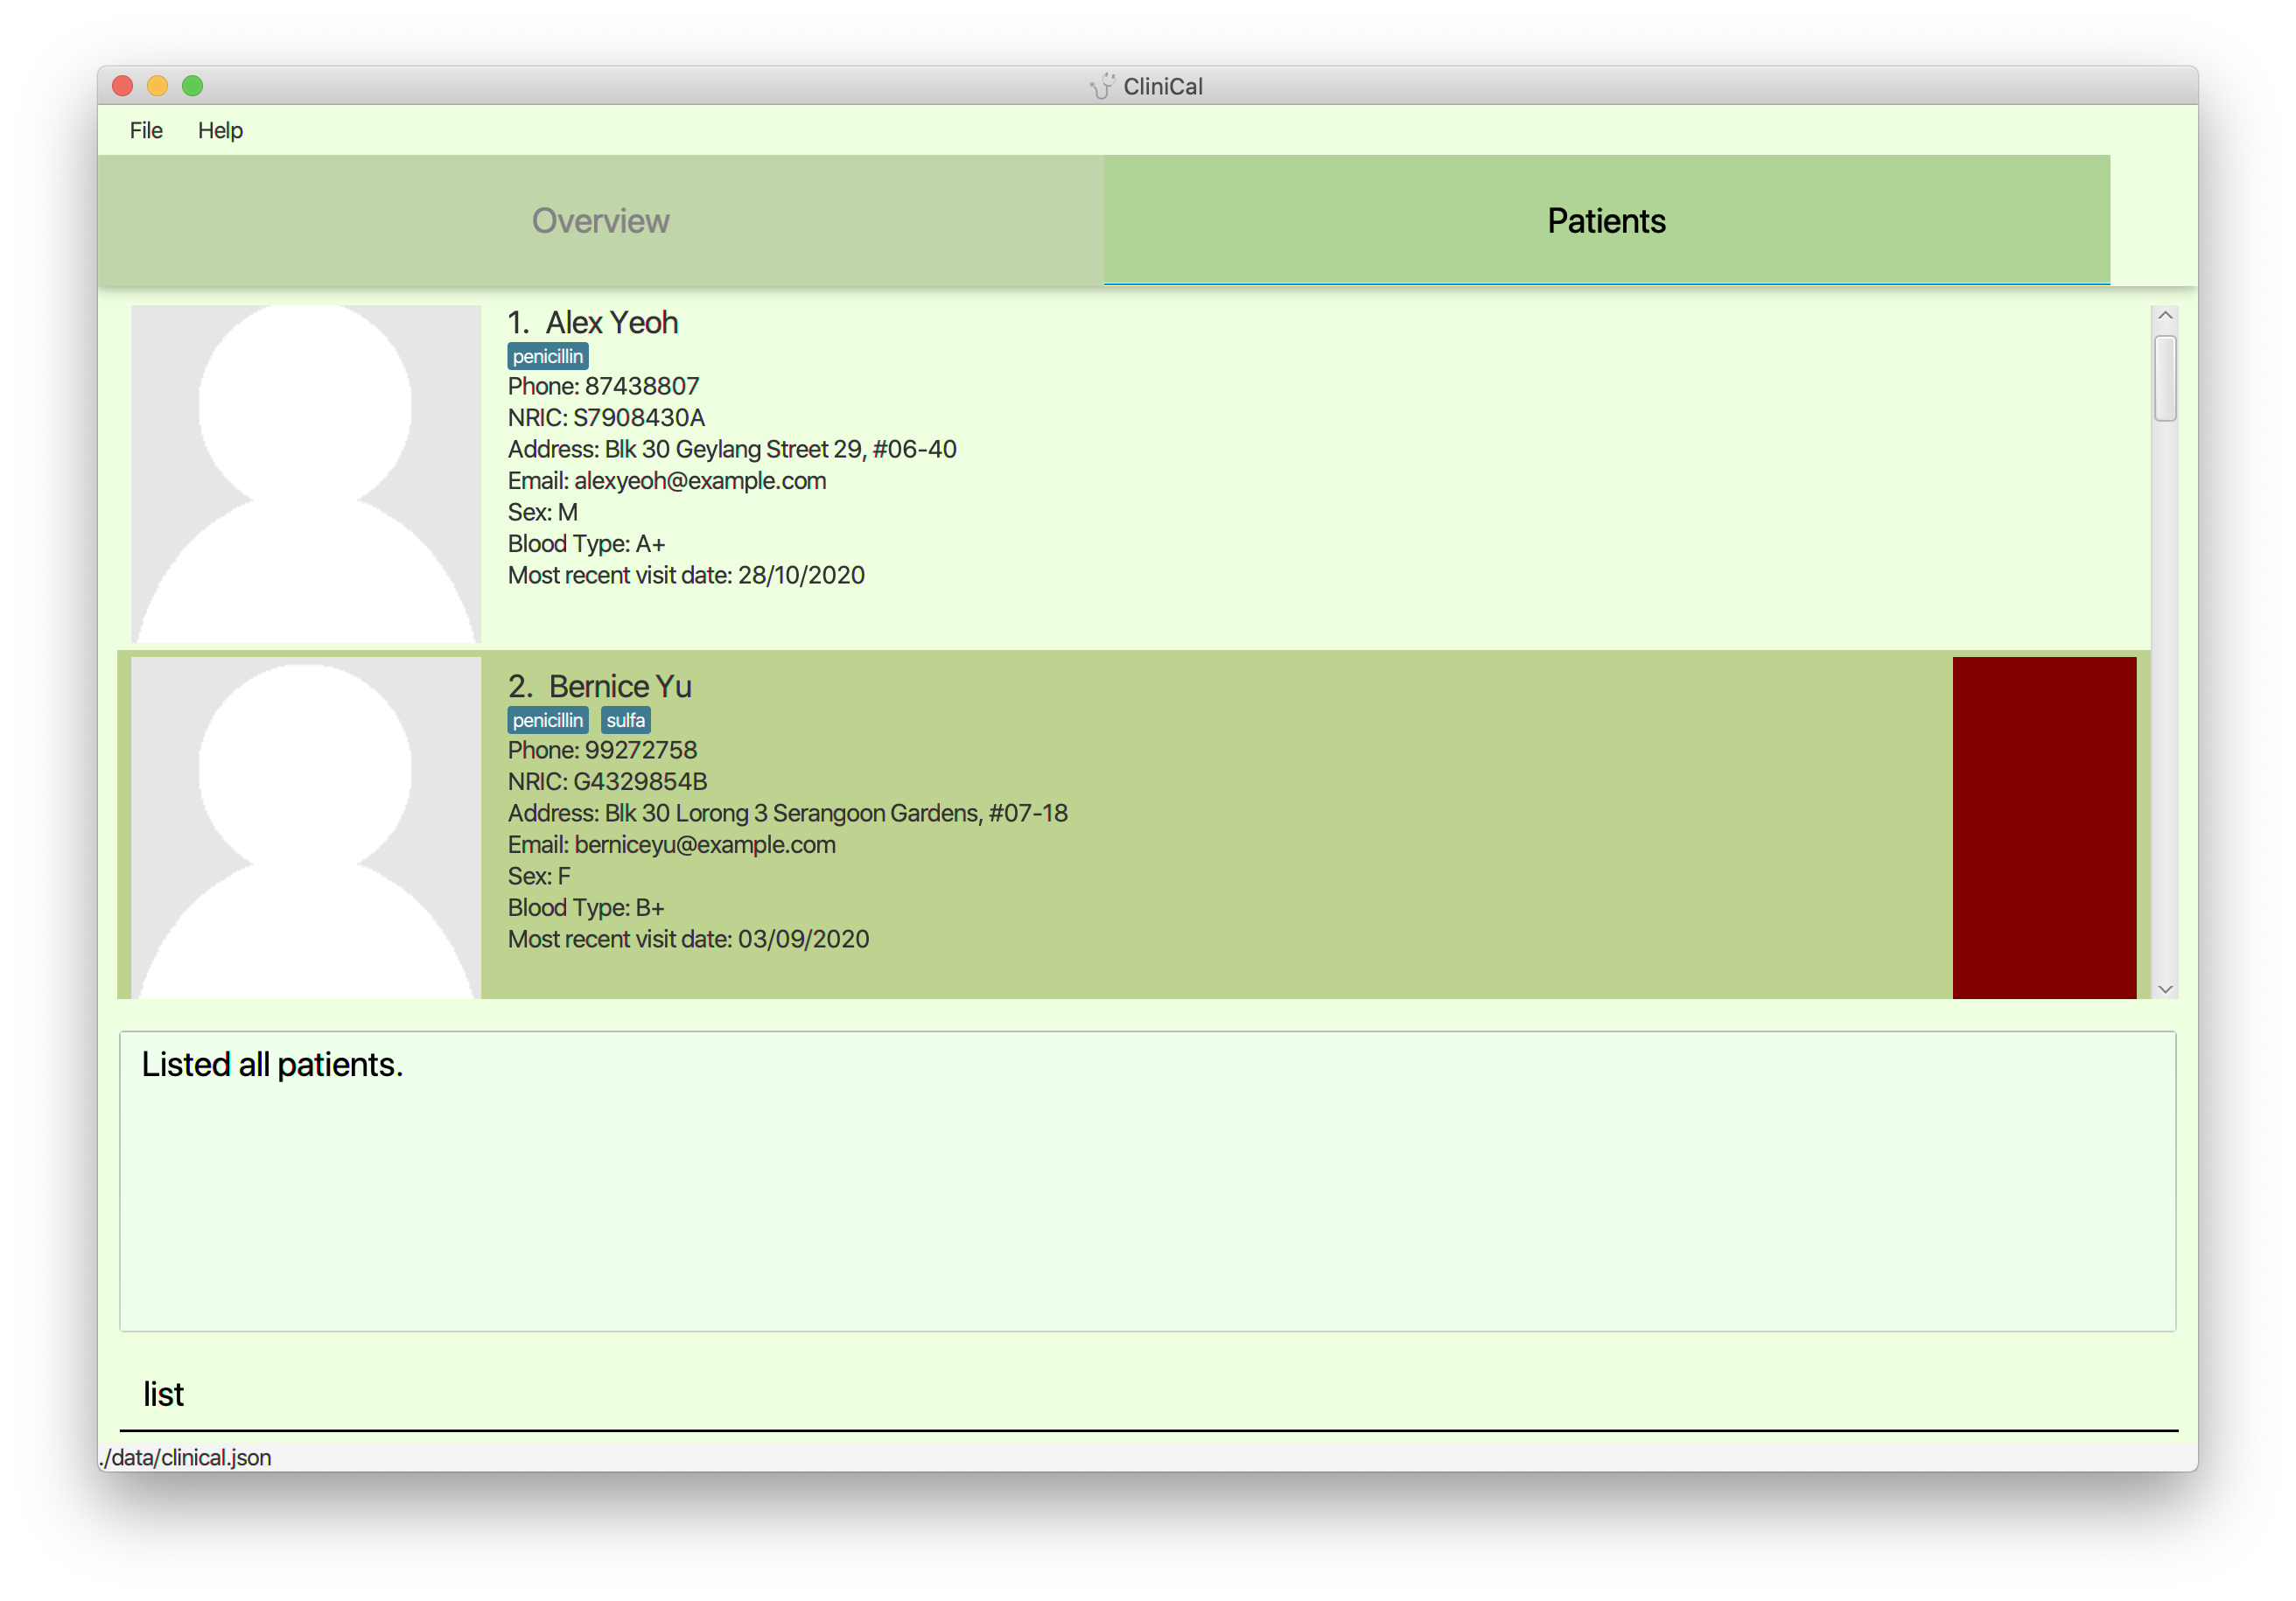 CliniCal
File Help
Overview Patients
1. Alex Yeoh
penicillin
Phone: 87438807
NRIC: S7908430A
Address: Blk 30 Geylang Street 29, #06-40
Email: alexyeoh@example.com
Sex: M
Blood Type: A+
Most recent visit date: 28/10/2020
2. Bernice Yu
penicillin sulfa
Phone: 99272758
NRIC: G4329854B
Address: Blk 30 Lorong 3 Serangoon Gardens, #07-18
Email: berniceyu@example.com
Sex: F
Blood Type: B+
Most recent visit date: 03/09/2020
Listed all patients.
list
./data/clinical.json